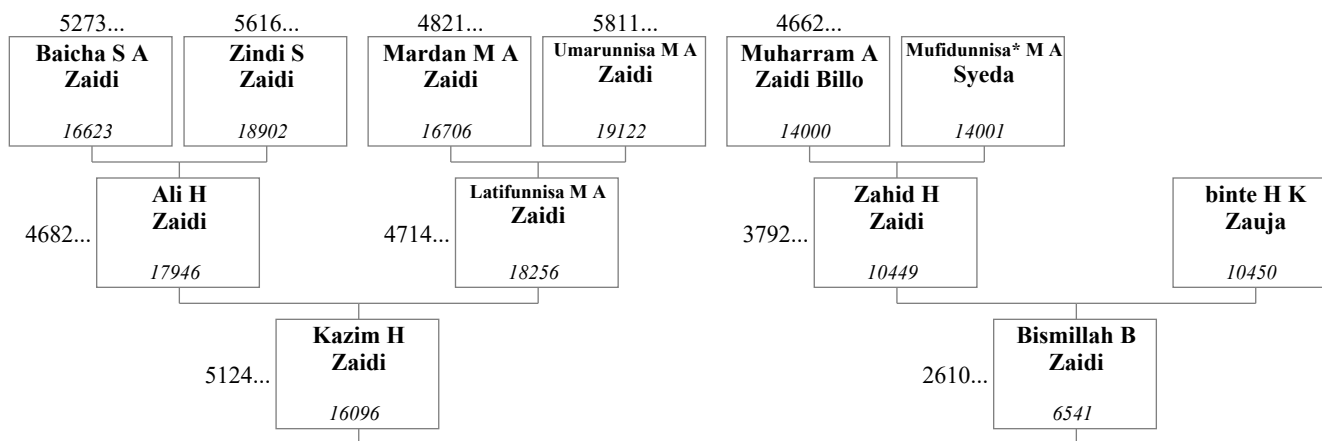 5273...
5616...
4821...
5811...
4662...
Baicha S A
Zaidi
16623
Zindi S
Zaidi
18902
Mardan M A
Zaidi
16706
Umarunnisa M A
Zaidi
19122
Muharram A
Zaidi Billo
14000
Mufidunnisa* M A
Syeda
14001
4682...
Ali H
Zaidi
17946
4714...
Latifunnisa M A
Zaidi
18256
3792...
Zahid H
Zaidi
10449
binte H K
Zauja
10450
5124...
Kazim H
Zaidi
16096
2610...
Bismillah B
Zaidi
6541